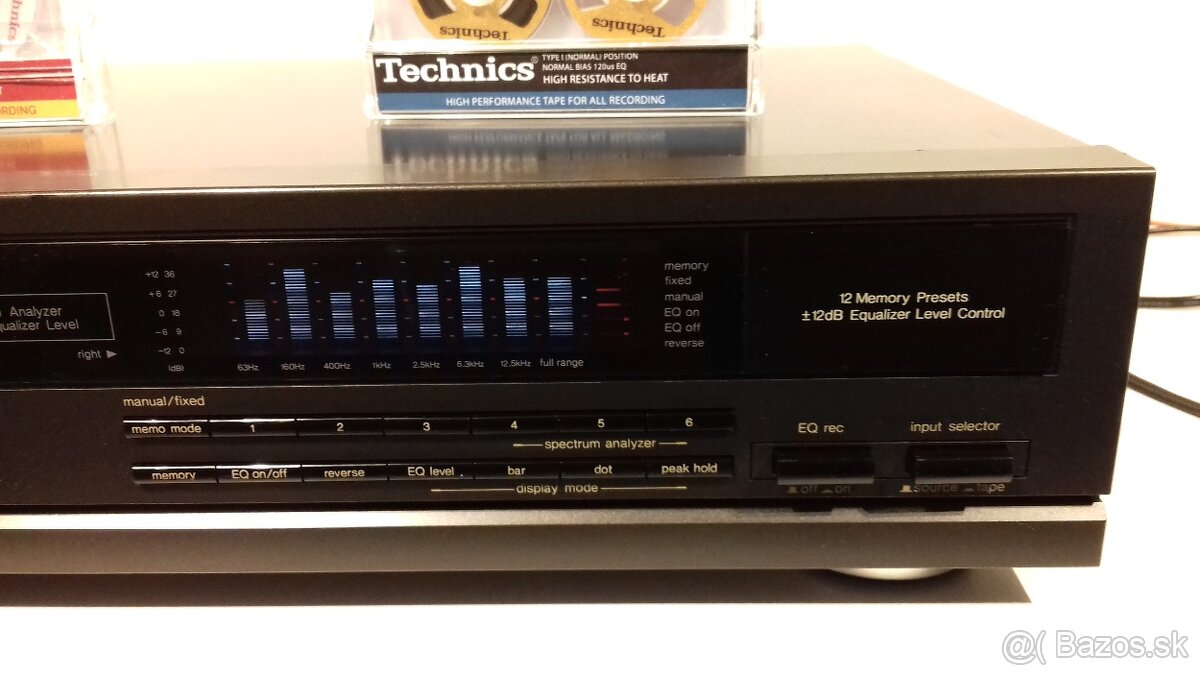 Technics
Technics
Technics
TYPE I (NORMAL) POSITION
NORMAL BIAS 120us EQ
HIGH RESISTANCE TO HEAT
HIGH PERFORMANCE TAPE FOR ALL RECORDING
Analyzer
Level
right ▶
+12 36
+6 27
0 18
-6 9
-12 0
(dB)
63Hz 160Hz 400Hz 1kHz 2.5kHz 6.3kHz 12.5kHz full range
memory
fixed
manual
EQ on
EQ off
reverse
12 Memory Presets
±12dB Equalizer Level Control
manual/fixed
memo mode 1 2 3 4 5 6
spectrum analyzer
memory EQ on/off reverse EQ level bar dot peak hold
display mode
EQ rec
off on
input selector
source tape
@( Bazos.sk